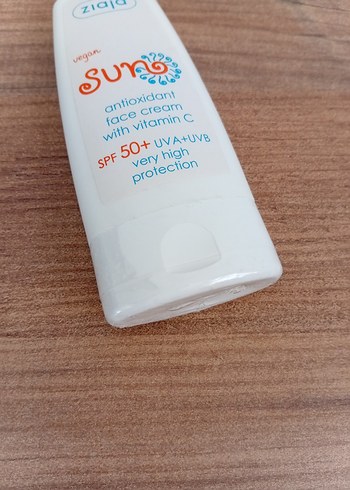 ziaja
vegan
sun
antioxidant
face cream
with vitamin C
SPF 50+ UVA+UVB
very high
protection